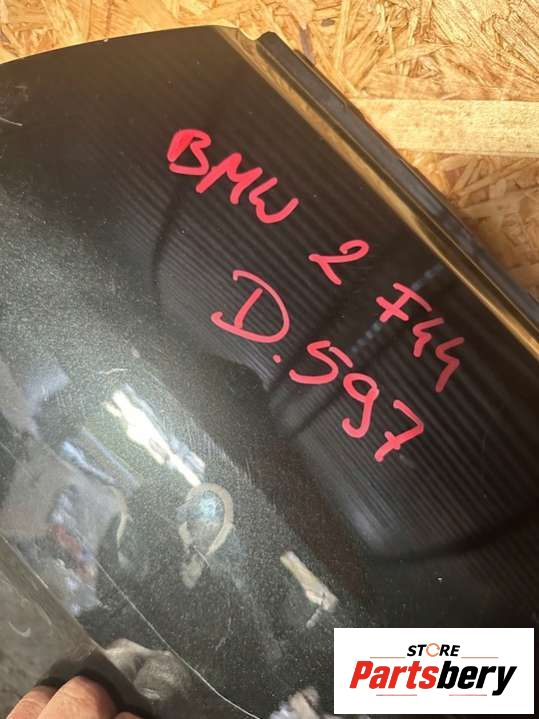 BMW 2 F44
D.597
STORE
Partsbery